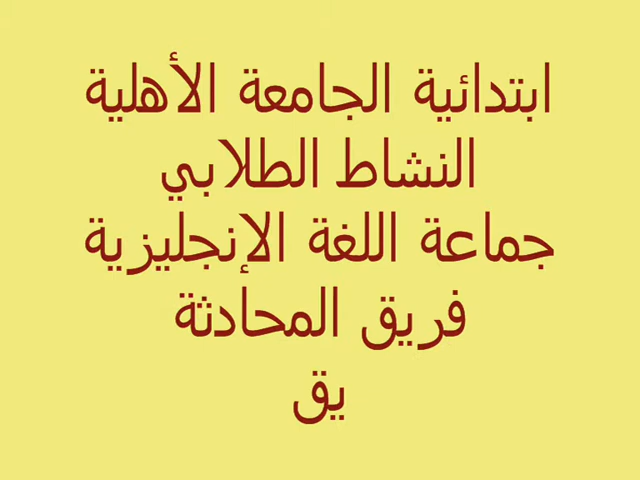 ابتدائية الجامعة الأهلية
النشاط الطلابي
جماعة اللغة الإنجليزية
فريق المحادثة
يق